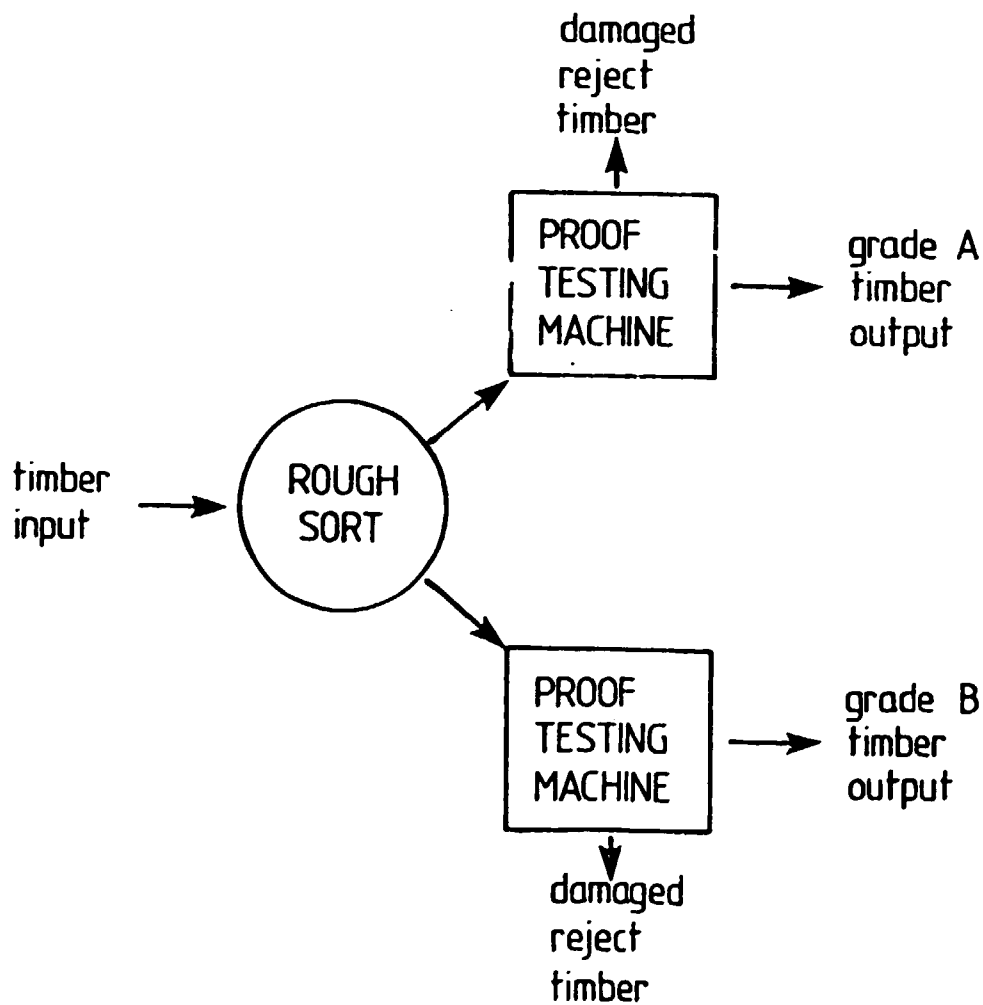 damaged
reject
timber
PROOF
TESTING
MACHINE
grade A
timber
output
timber
input
ROUGH
SORT
PROOF
TESTING
MACHINE
grade B
timber
output
damaged
reject
timber